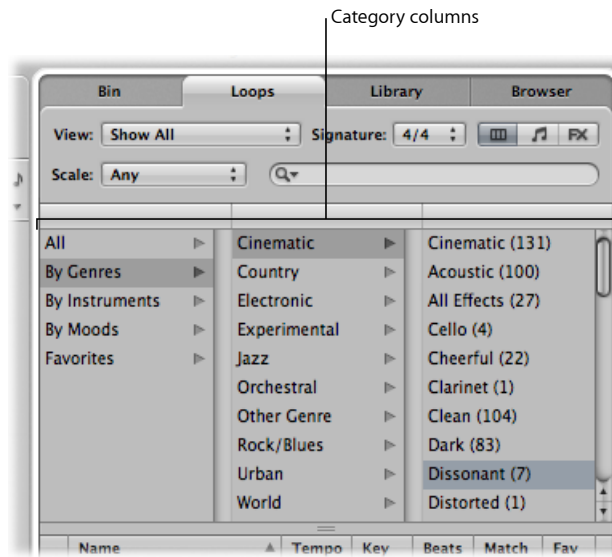 Category columns
Bin Loops Library Browser
View: Show All Signature: 4/4 FX
Scale: Any
All Cinematic Cinematic (131)
By Genres Country Acoustic (100)
By Instruments Electronic All Effects (27)
By Moods Experimental Cello (4)
Favorites Jazz Cheerful (22)
Orchestral Clarinet (1)
Other Genre Clean (104)
Rock/Blues Dark (83)
Urban Dissonant (7)
World Distorted (1)
Name Tempo Key Beats Match Fav